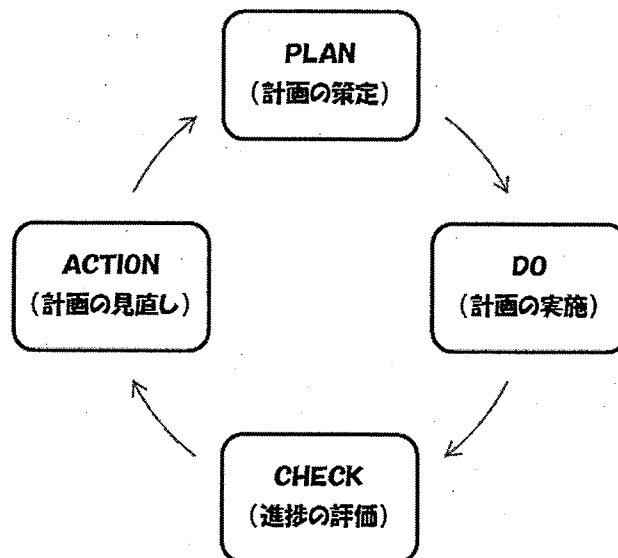 PLAN
(計画の策定)
ACTION
(計画の見直し)
DO
(計画の実施)
CHECK
(進捗の評価)